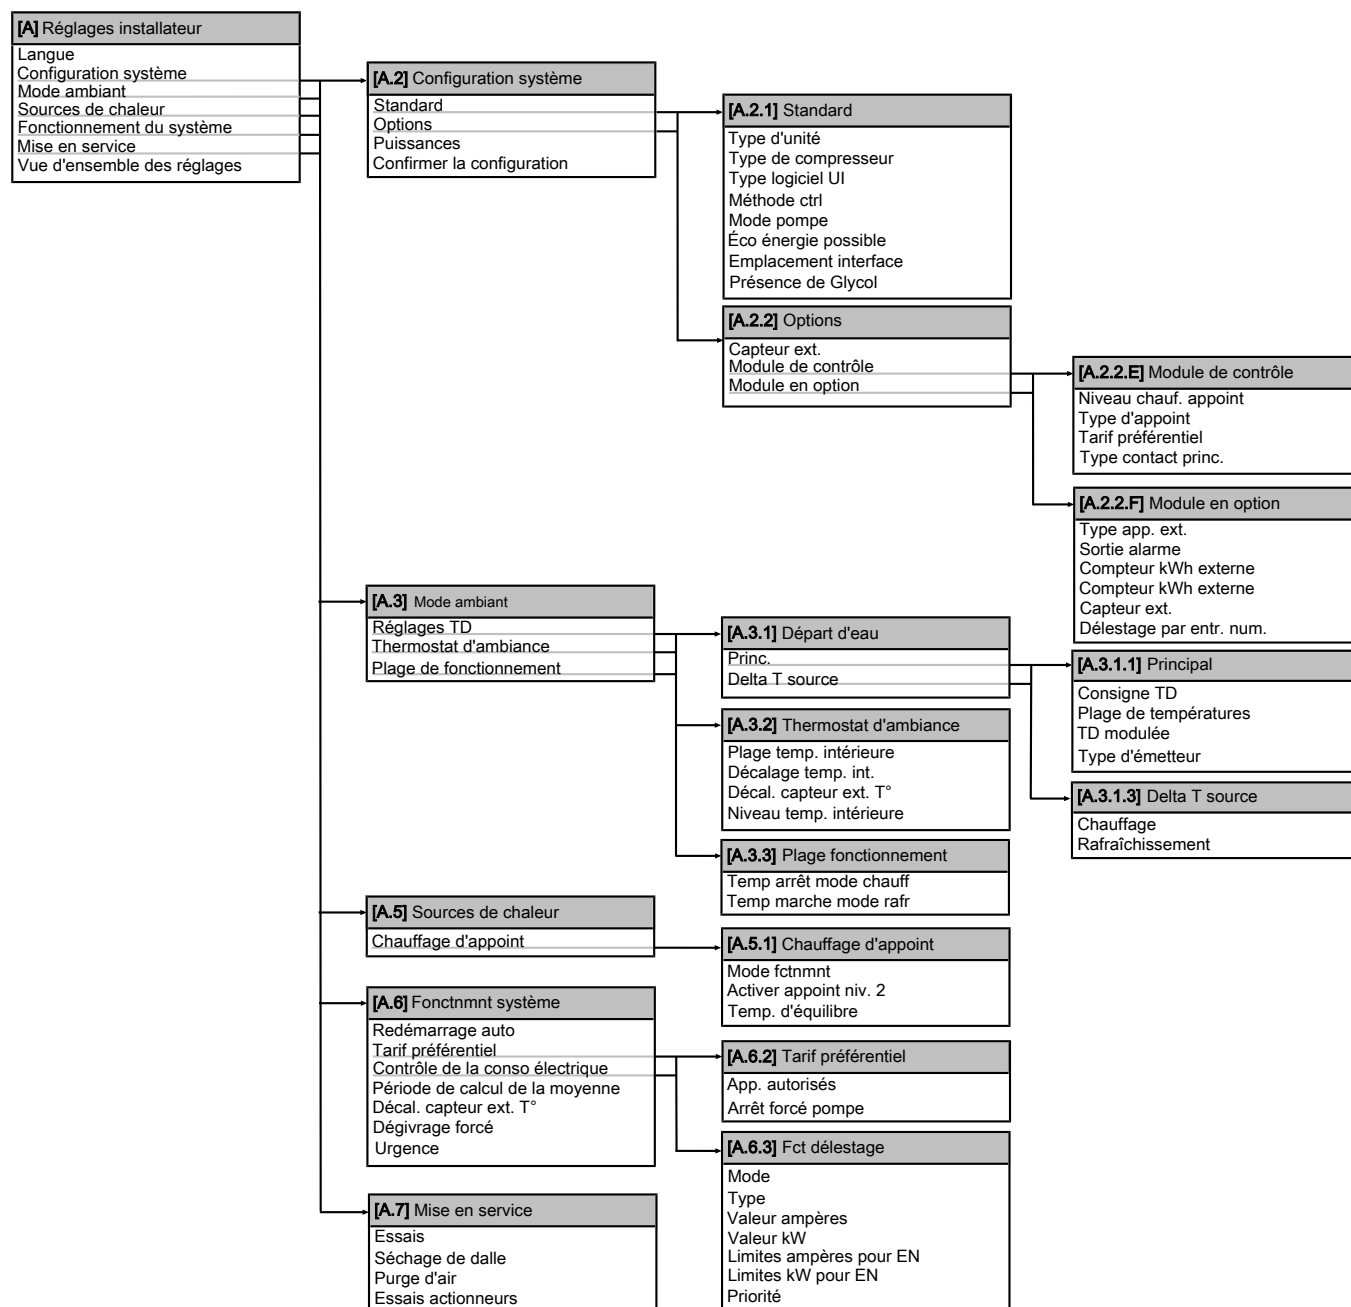 [A] Réglages installateur
Langue
Configuration système
Mode ambiant
Sources de chaleur
Fonctionnement du système
Mise en service
Vue d'ensemble des réglages
[A.2] Configuration système
Standard
Options
Puissances
Confirmer la configuration
[A.2.1] Standard
Type d'unité
Type de compresseur
Type logiciel UI
Méthode ctrl
Mode pompe
Éco énergie possible
Emplacement interface
Présence de Glycol
[A.2.2] Options
Capteur ext.
Module de contrôle
Module en option
[A.2.2.E] Module de contrôle
Niveau chauf. appoint
Type d'appoint
Tarif préférentiel
Type contact princ.
[A.2.2.F] Module en option
Type app. ext.
Sortie alarme
Compteur kWh externe
Compteur kWh externe
Capteur ext.
Délestage par entr. num.
[A.3] Mode ambiant
Réglages TD
Thermostat d'ambiance
Plage de fonctionnement
[A.3.1] Départ d'eau
Princ.
Delta T source
[A.3.1.1] Principal
Consigne TD
Plage de températures
TD modulée
Type d'émetteur
[A.3.1.3] Delta T source
Chauffage
Rafraîchissement
[A.3.2] Thermostat d'ambiance
Plage temp. intérieure
Décalage temp. int.
Décal. capteur ext. T°
Niveau temp. intérieure
[A.3.3] Plage fonctionnement
Temp arrêt mode chauff
Temp marche mode rafr
[A.5] Sources de chaleur
Chauffage d'appoint
[A.5.1] Chauffage d'appoint
Mode fctnmnt
Activer appoint niv. 2
Temp. d'équilibre
[A.6] Fonctnmnt système
Redémarrage auto
Tarif préférentiel
Contrôle de la conso électrique
Période de calcul de la moyenne
Décal. capteur ext. T°
Dégivrage forcé
Urgence
[A.6.2] Tarif préférentiel
App. autorisés
Arrêt forcé pompe
[A.6.3] Fct délestage
Mode
Type
Valeur ampères
Valeur kW
Limites ampères pour EN
Limites kW pour EN
Priorité
[A.7] Mise en service
Essais
Séchage de dalle
Purge d'air
Essais actionneurs